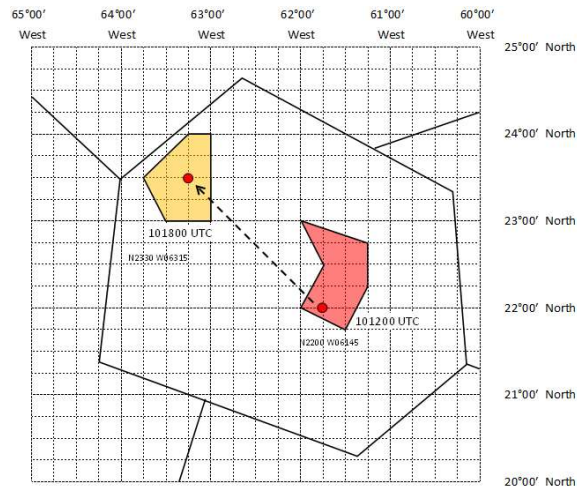 65°00′ 64°00′ 63°00′ 62°00′ 61°00′ 60°00′
West West West West West West
25°00′ North
24°00′ North
101800 UTC
N2330 W06315
23°00′ North
22°00′ North
101200 UTC
N2200 W06145
21°00′ North
20°00′ North